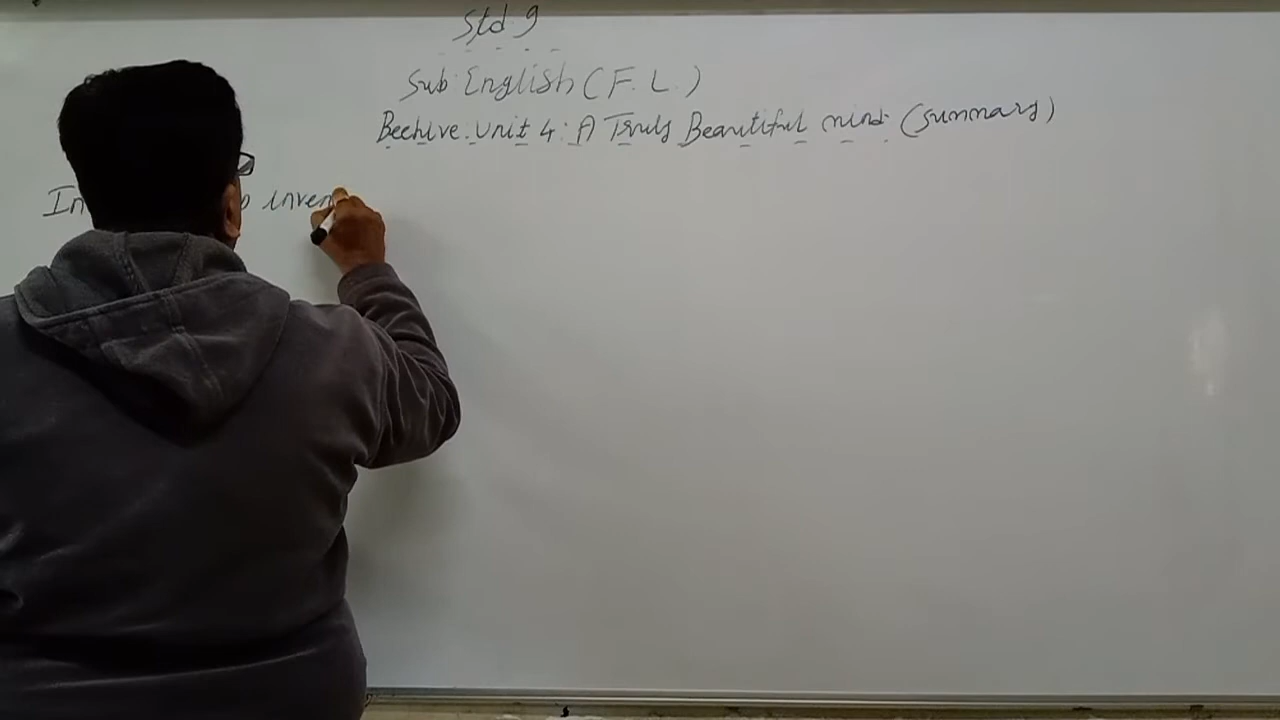 Std 9
Sub: English (F. L.)
Beehive. Unit 4: A Truly Beautiful mind. (Summary)
In